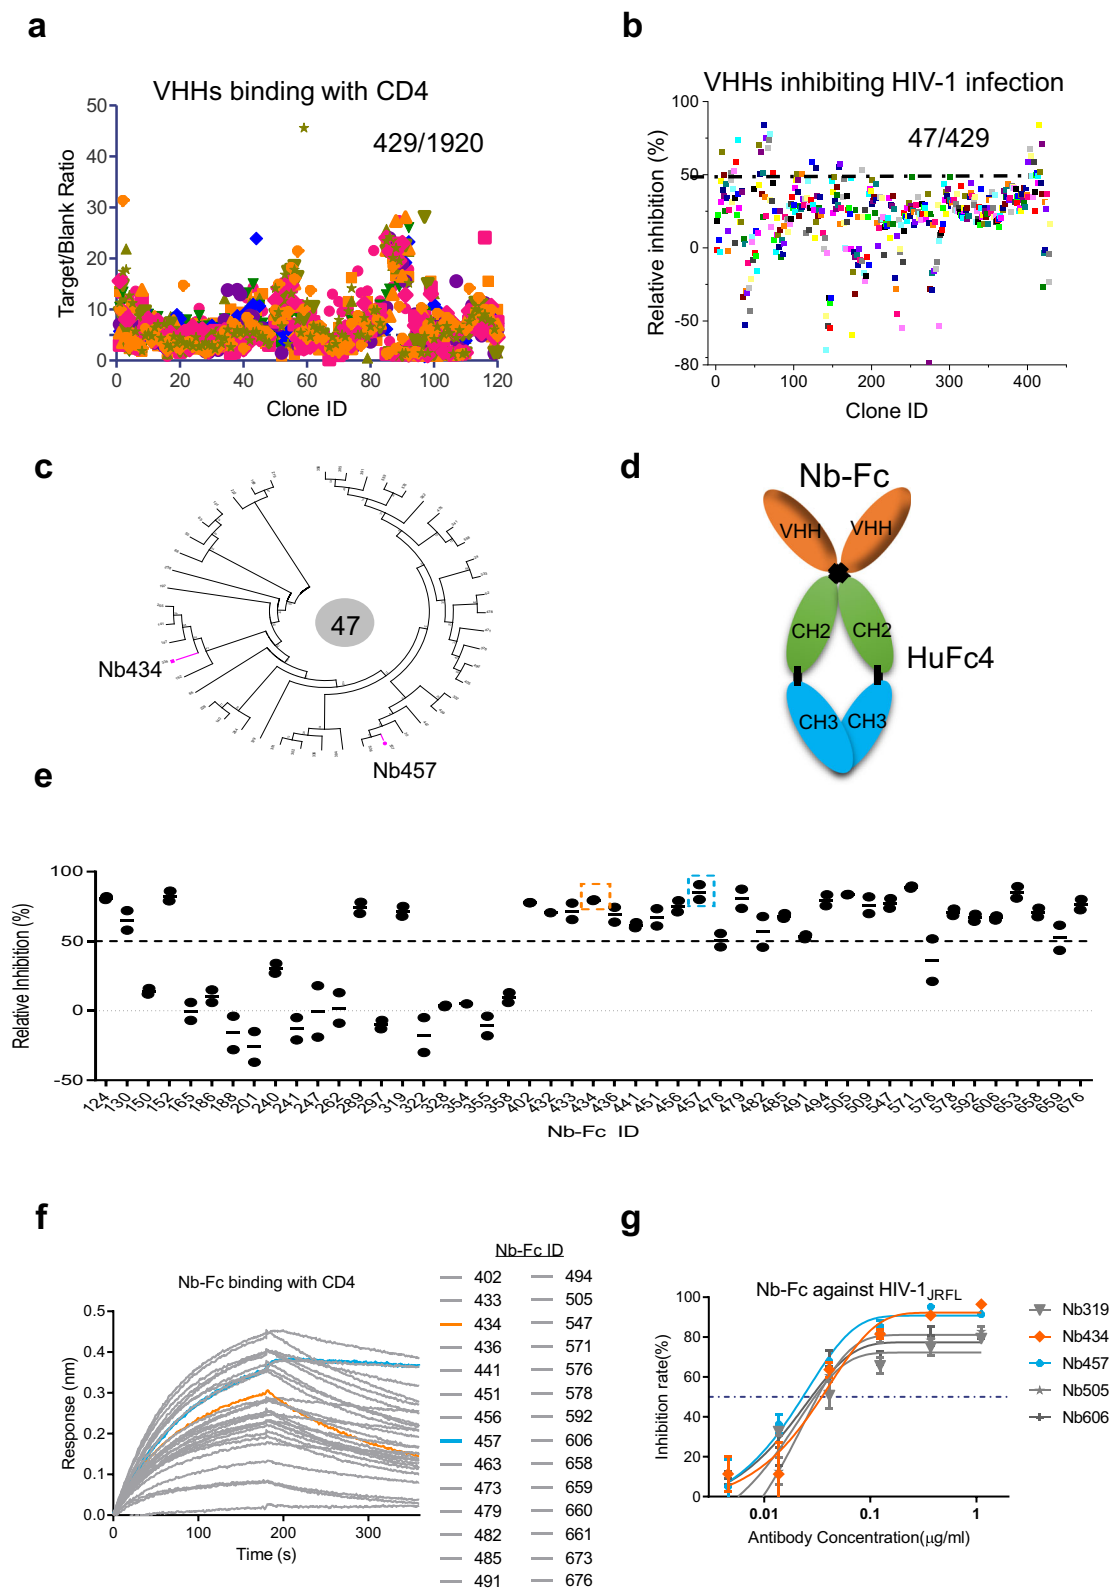 a
VHHs binding with CD4
429/1920
Target/Blank Ratio
50
40
30
20
10
0
0 20 40 60 80 100 120
Clone ID
b
VHHs inhibiting HIV-1 infection
47/429
Relative inhibition (%)
100
50
0
-50
-80
0 100 200 300 400
Clone ID
c
47
Nb434
Nb457
d
Nb-Fc
VHH VHH
CH2 CH2
HuFc4
CH3 CH3
e
Relative Inhibition (%)
100
50
0
-50
124 130 150 152 165 186 188 201 240 241 247 262 289 297 319 322 328 354 355 358 402 432 433 434 436 441 451 456 457 476 479 482 485 491 494 505 509 547 571 576 578 592 606 653 658 659 676
Nb-Fc ID
f
Nb-Fc binding with CD4
Response (nm)
0.5
0.4
0.3
0.2
0.1
0.0
0 100 200 300
Time (s)
Nb-Fc ID
402 494
433 505
434 547
436 571
441 576
451 578
456 592
457 606
463 658
473 659
479 660
482 661
485 673
491 676
g
Nb-Fc against HIV-1JRFL
Inhibition rate(%)
100
80
60
40
20
0
0.01 0.1 1
Antibody Concentration(μg/ml)
Nb319
Nb434
Nb457
Nb505
Nb606